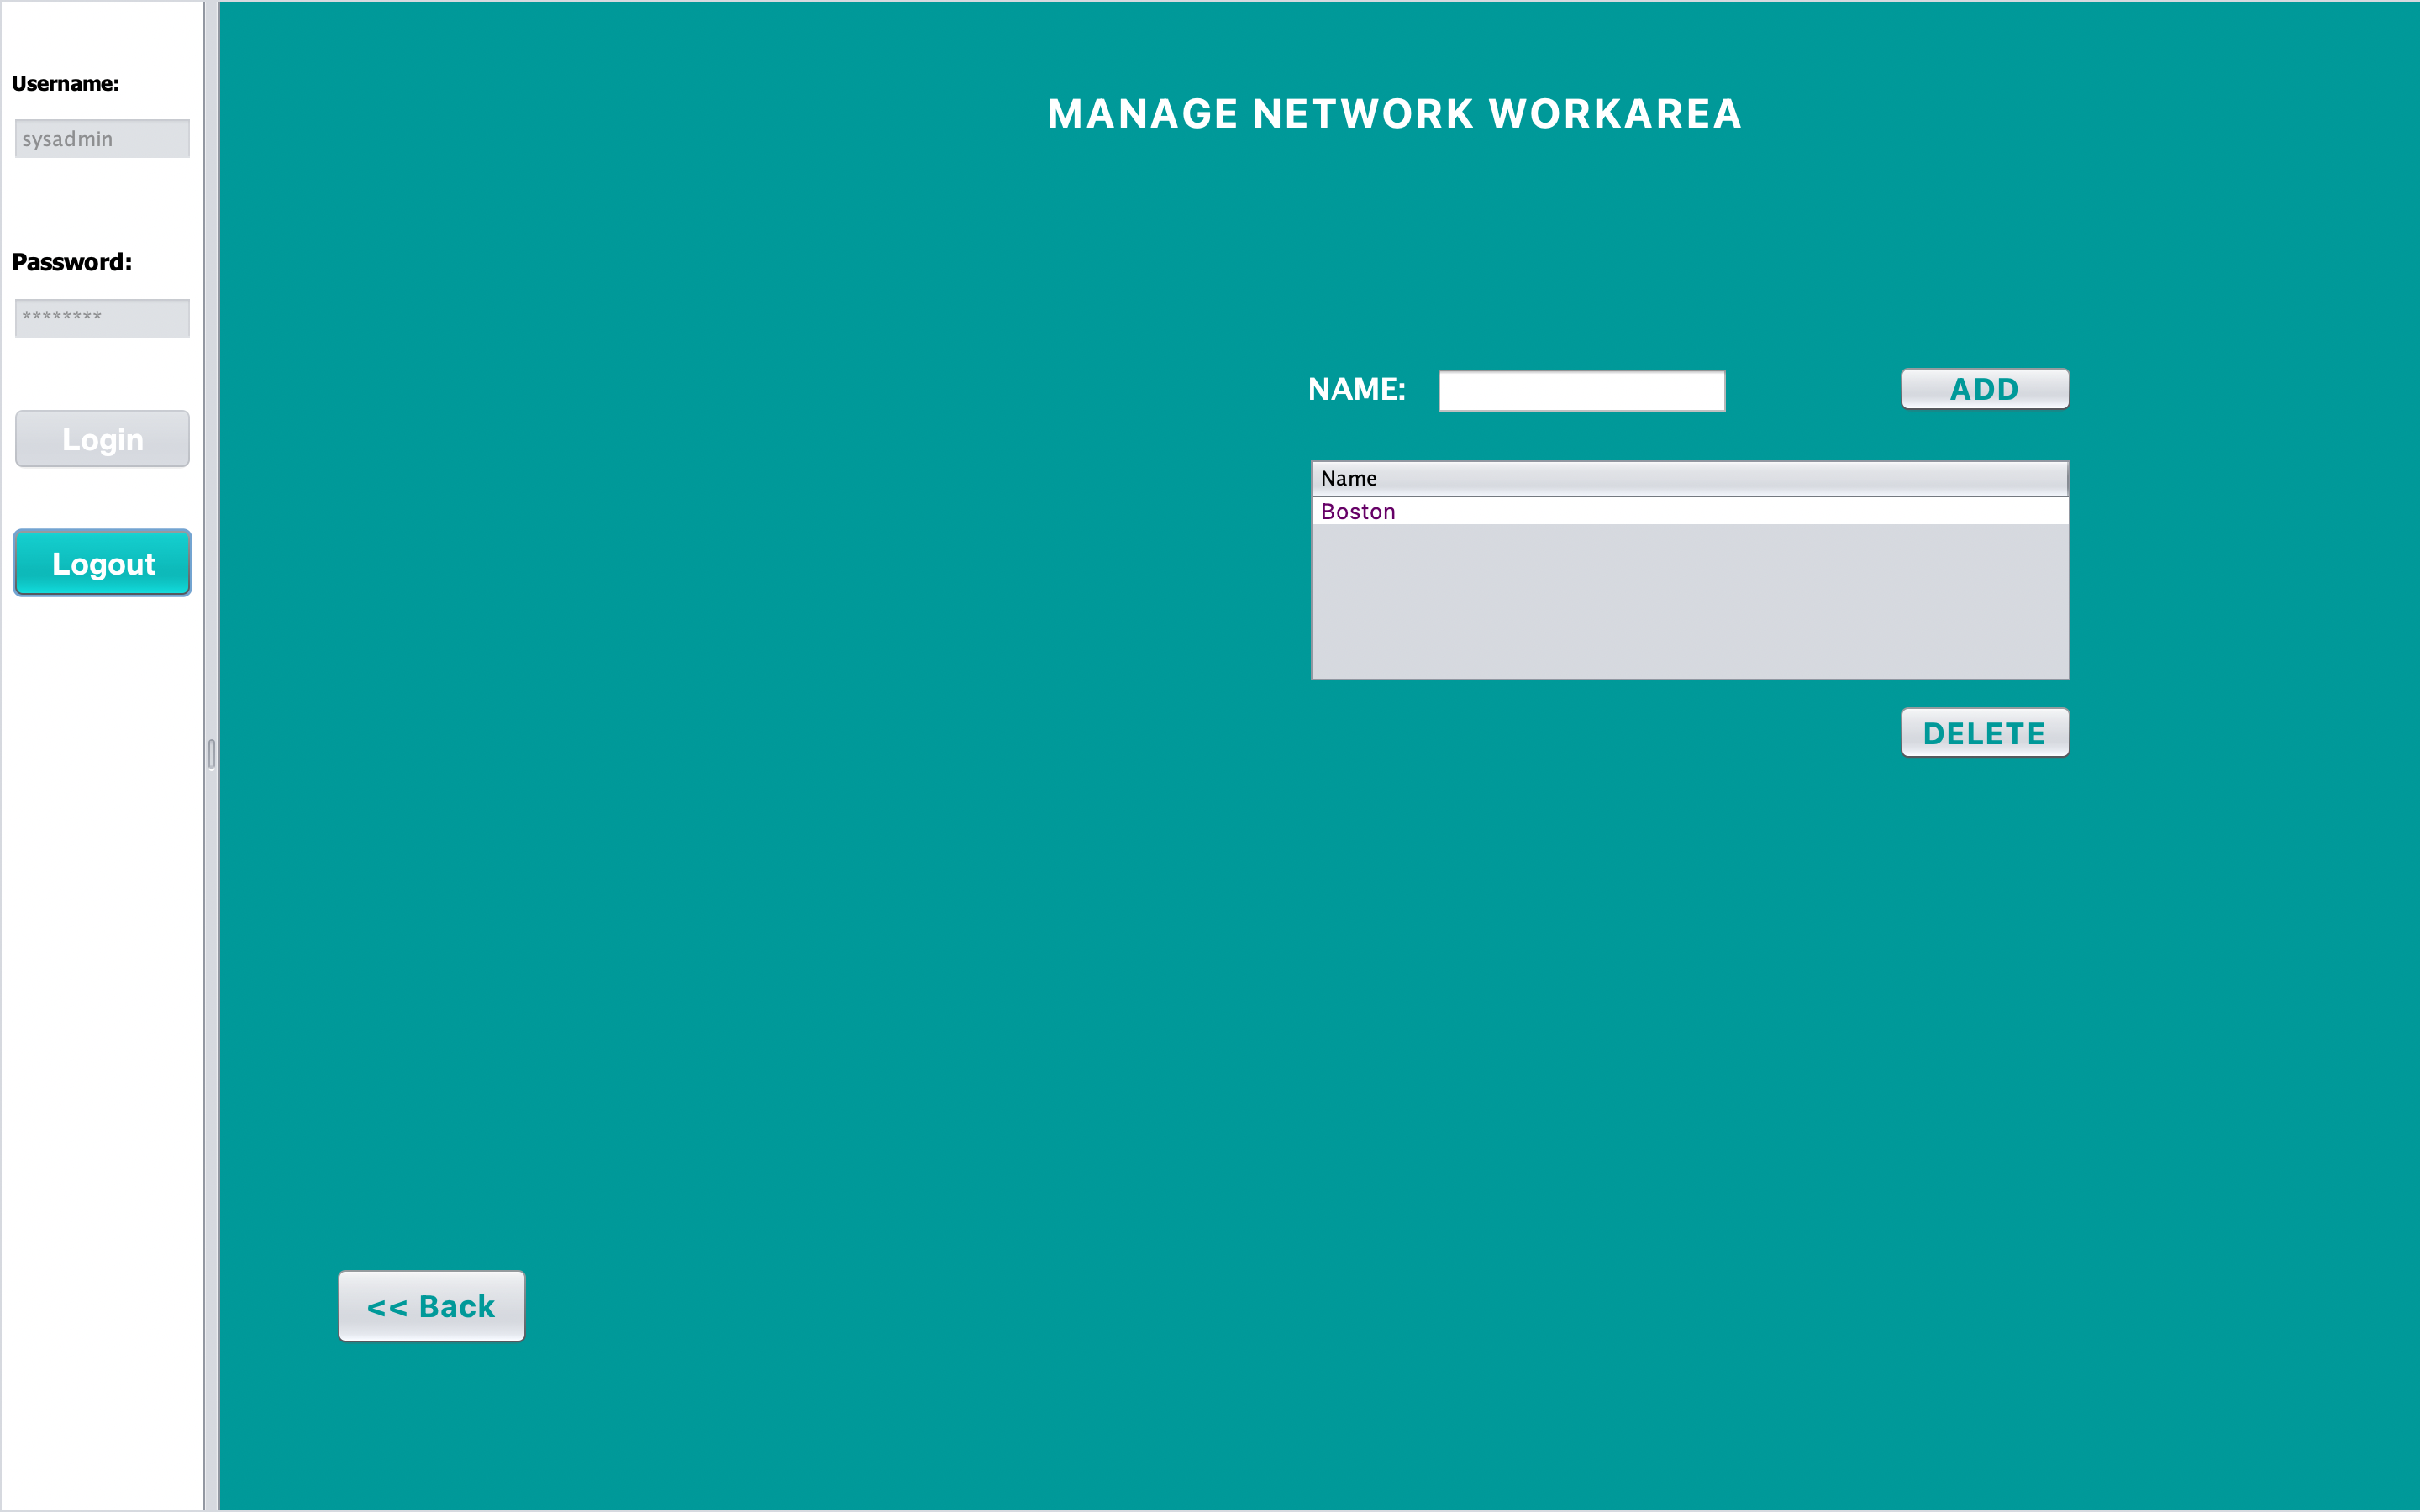 Username:
sysadmin
Password:
********
Login
Logout
MANAGE NETWORK WORKAREA
NAME:
ADD
Name
Boston
DELETE
<< Back